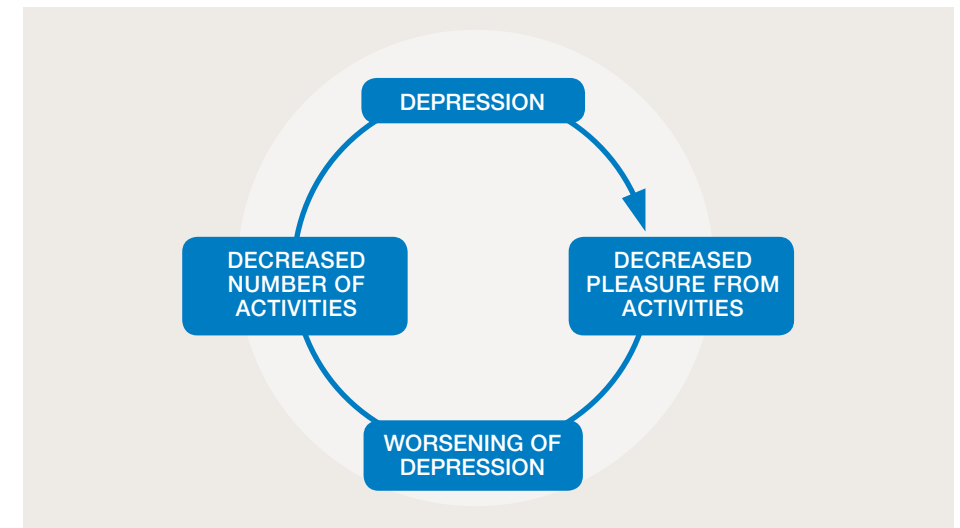 DEPRESSION
DECREASED
PLEASURE FROM
ACTIVITIES
WORSENING OF
DEPRESSION
DECREASED
NUMBER OF
ACTIVITIES